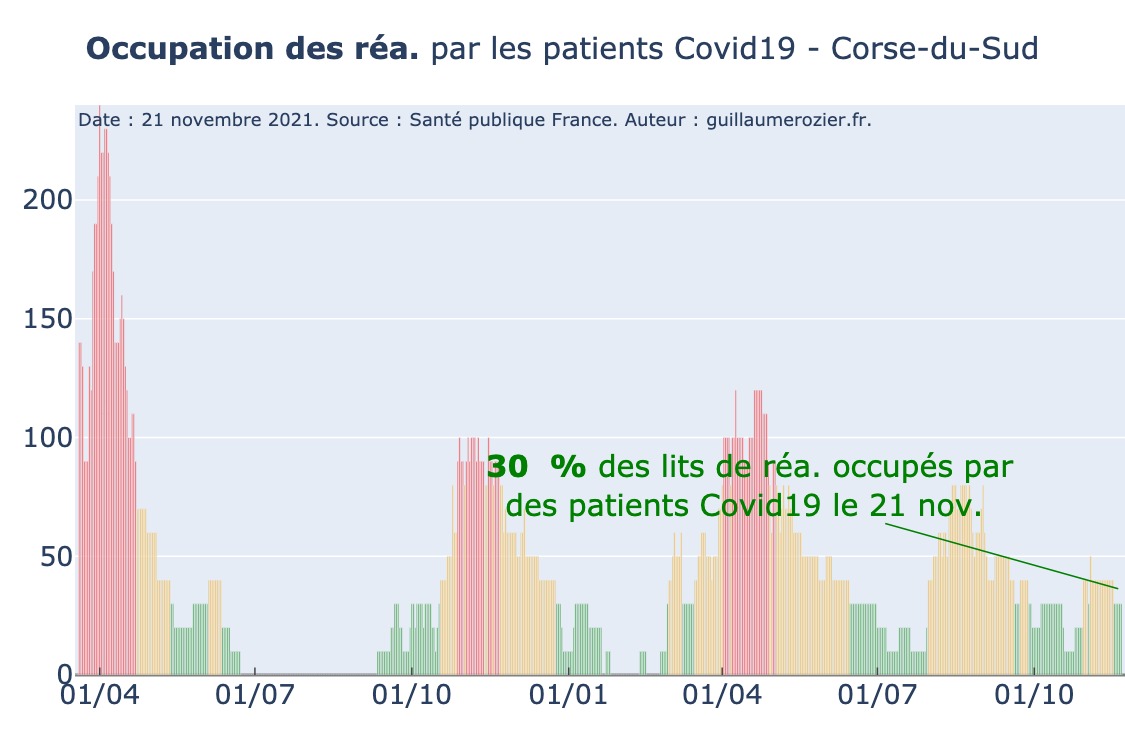 Occupation des réa. par les patients Covid19 - Corse-du-Sud
Date : 21 novembre 2021. Source : Santé publique France. Auteur : guillaumerozier.fr.
200
150
100
30 % des lits de réa. occupés par
des patients Covid19 le 21 nov.
50
0
01/04 01/07 01/10 01/01 01/04 01/07 01/10